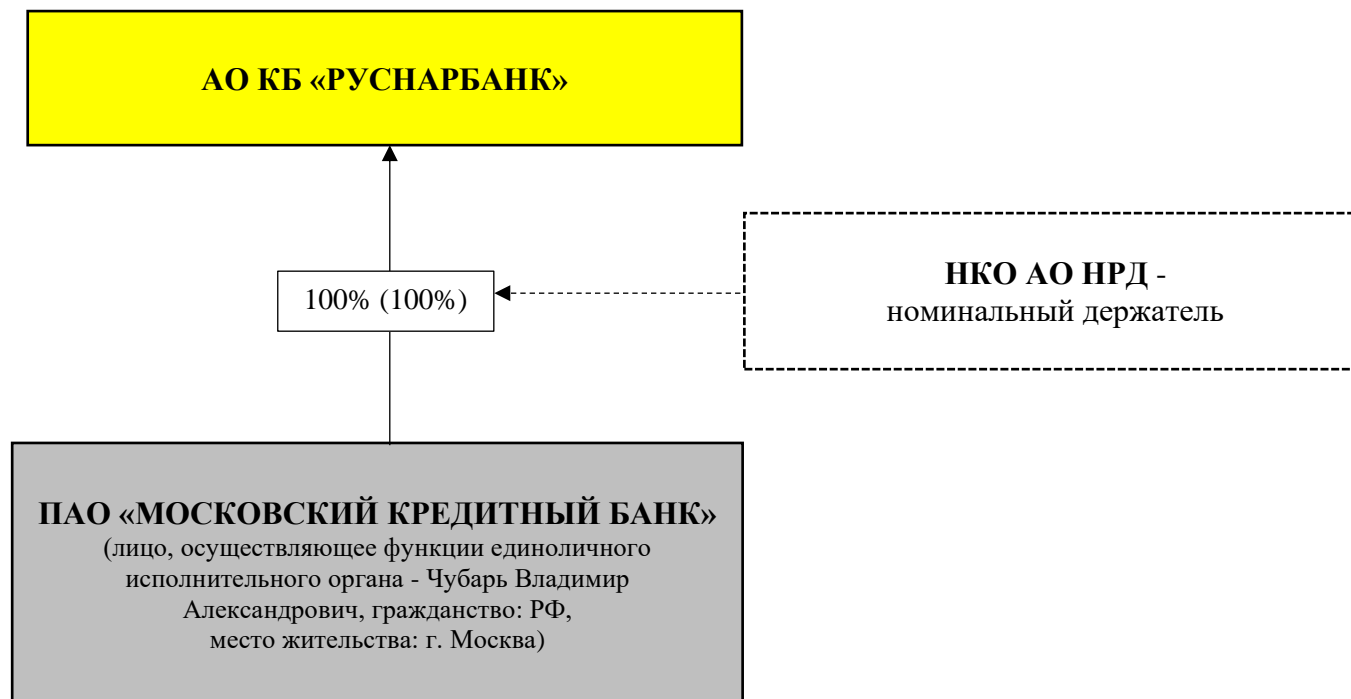 АО КБ «РУСНАРБАНК»
НКО АО НРД -
номинальный держатель
100% (100%)
ПАО «МОСКОВСКИЙ КРЕДИТНЫЙ БАНК»
(лицо, осуществляющее функции единоличного
исполнительного органа - Чубарь Владимир
Александрович, гражданство: РФ,
место жительства: г. Москва)